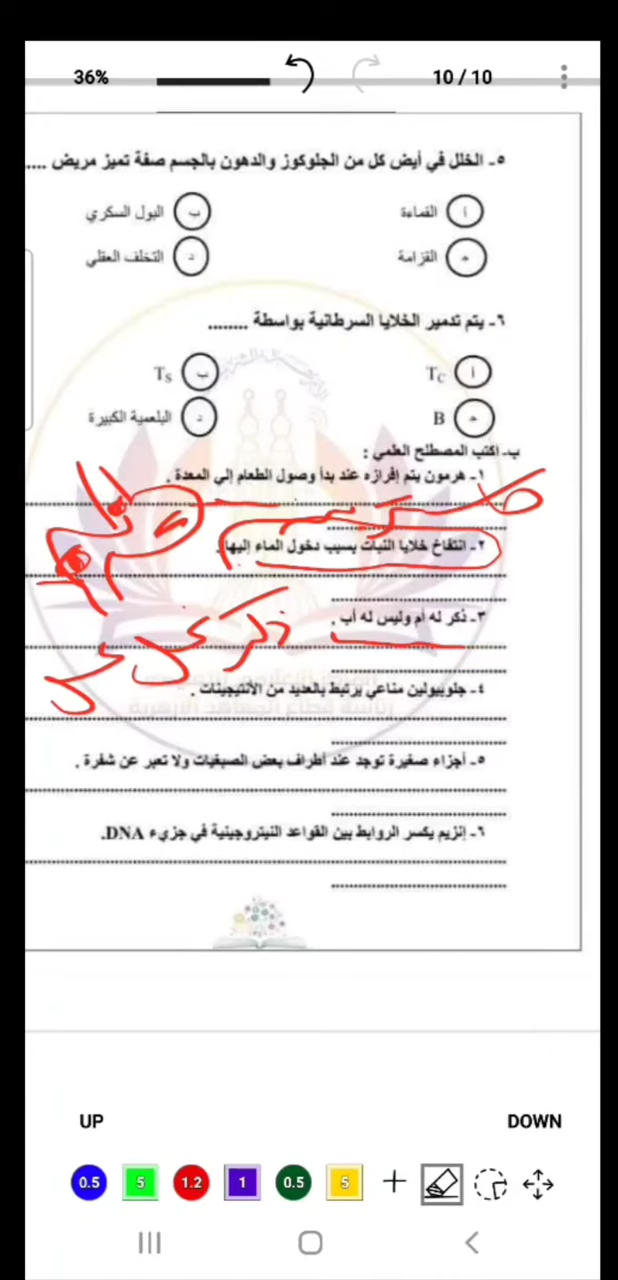 36%
10 / 10
٥- الخلل في أيض كل من الجلوكوز والدهون بالجسم صفة تميز مريض ....
أ القماءة ب البول السكري
ج القزامة د التخلف العقلي
٦- يتم تدمير الخلايا السرطانية بواسطة ........
أ TC ب TS
ج B د البلعمية الكبيرة
ب- اكتب المصطلح العلمي :
١- هرمون يتم إفرازه عند بدأ وصول الطعام إلي المعدة .
٢- انتفاخ خلايا النبات بسبب دخول الماء إليها .
٣- ذكر له أم وليس له أب .
ذكر
٤- جلوبيولين مناعي يرتبط بالعديد من الأنتيجينات .
٥- أجزاء صغيرة توجد عند أطراف بعض الصبغيات ولا تعبر عن شفرة .
٦- إنزيم يكسر الروابط بين القواعد النيتروجينية في جزيء DNA.
UP
DOWN
0.5 5 1.2 1 0.5 5